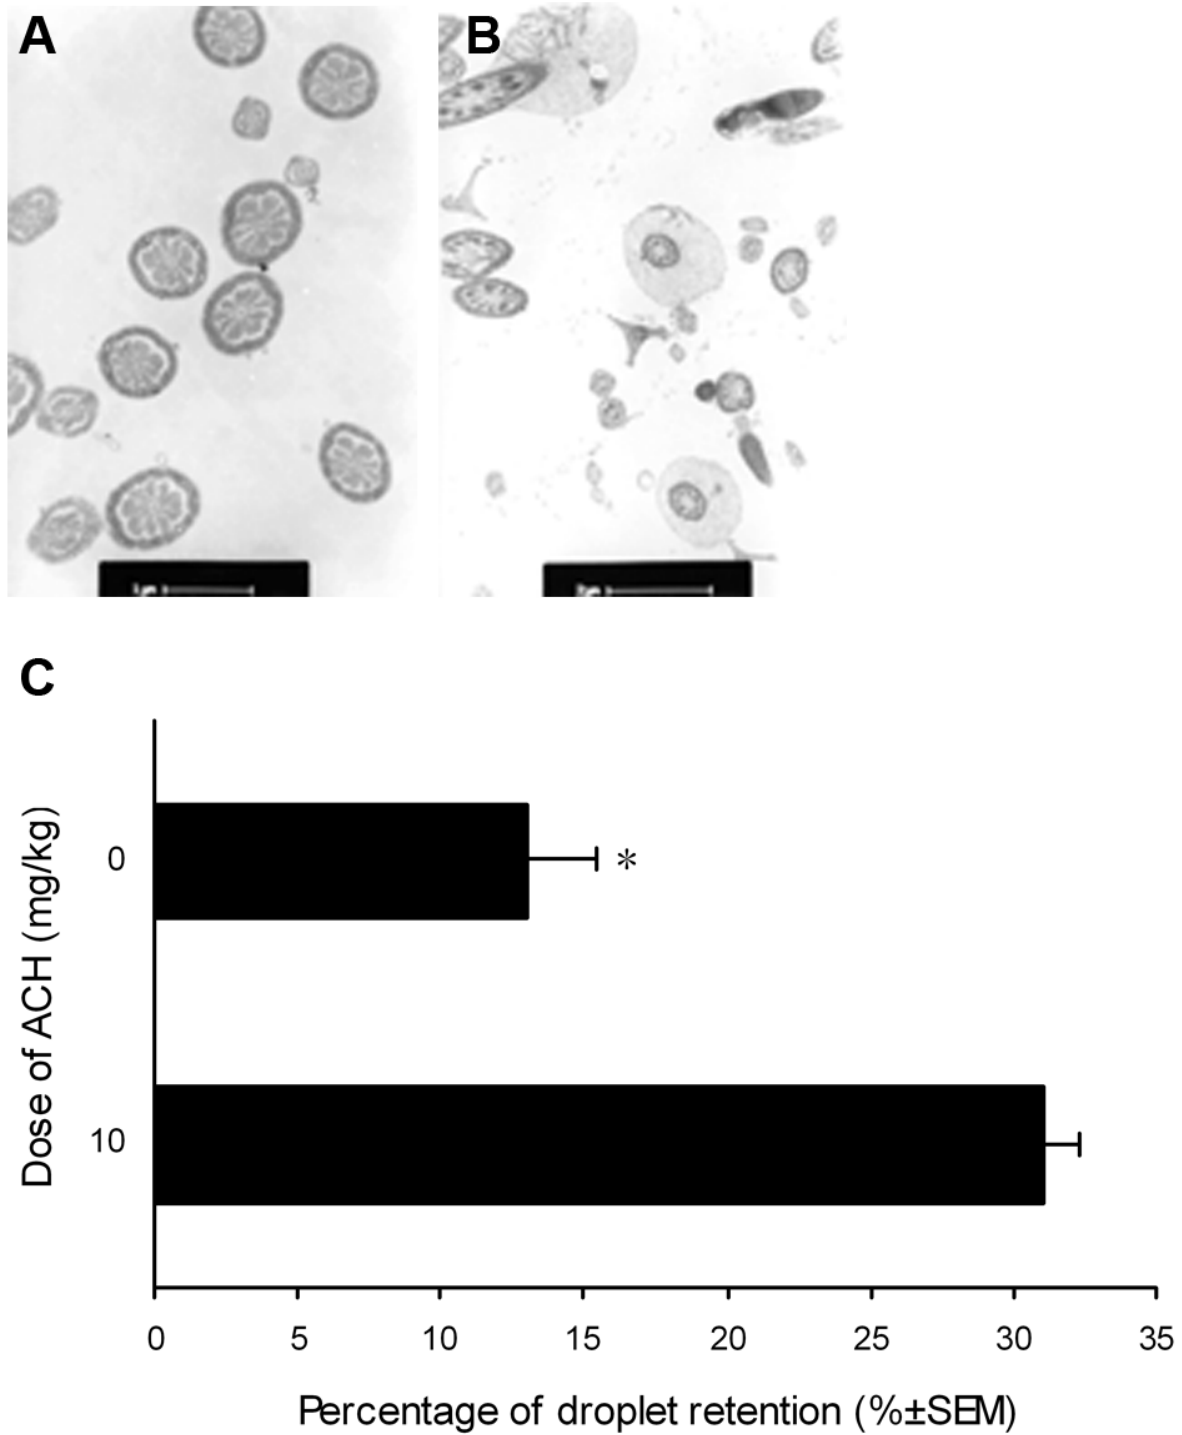 A
B
C
Dose of ACH (mg/kg)
0
*
10
0 5 10 15 20 25 30 35
Percentage of droplet retention (%±SEM)